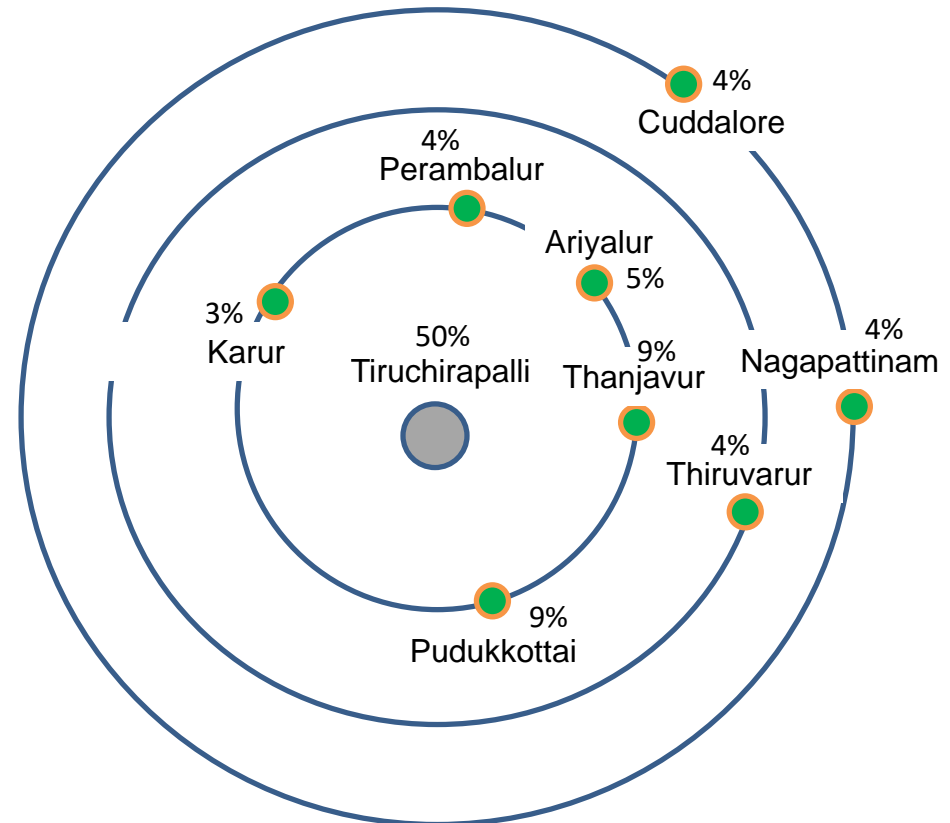 4%
Cuddalore
4%
Perambalur
Ariyalur
5%
3%
Karur
50%
Tiruchirapalli
9%
Thanjavur
4%
Nagapattinam
4%
Thiruvarur
9%
Pudukkottai